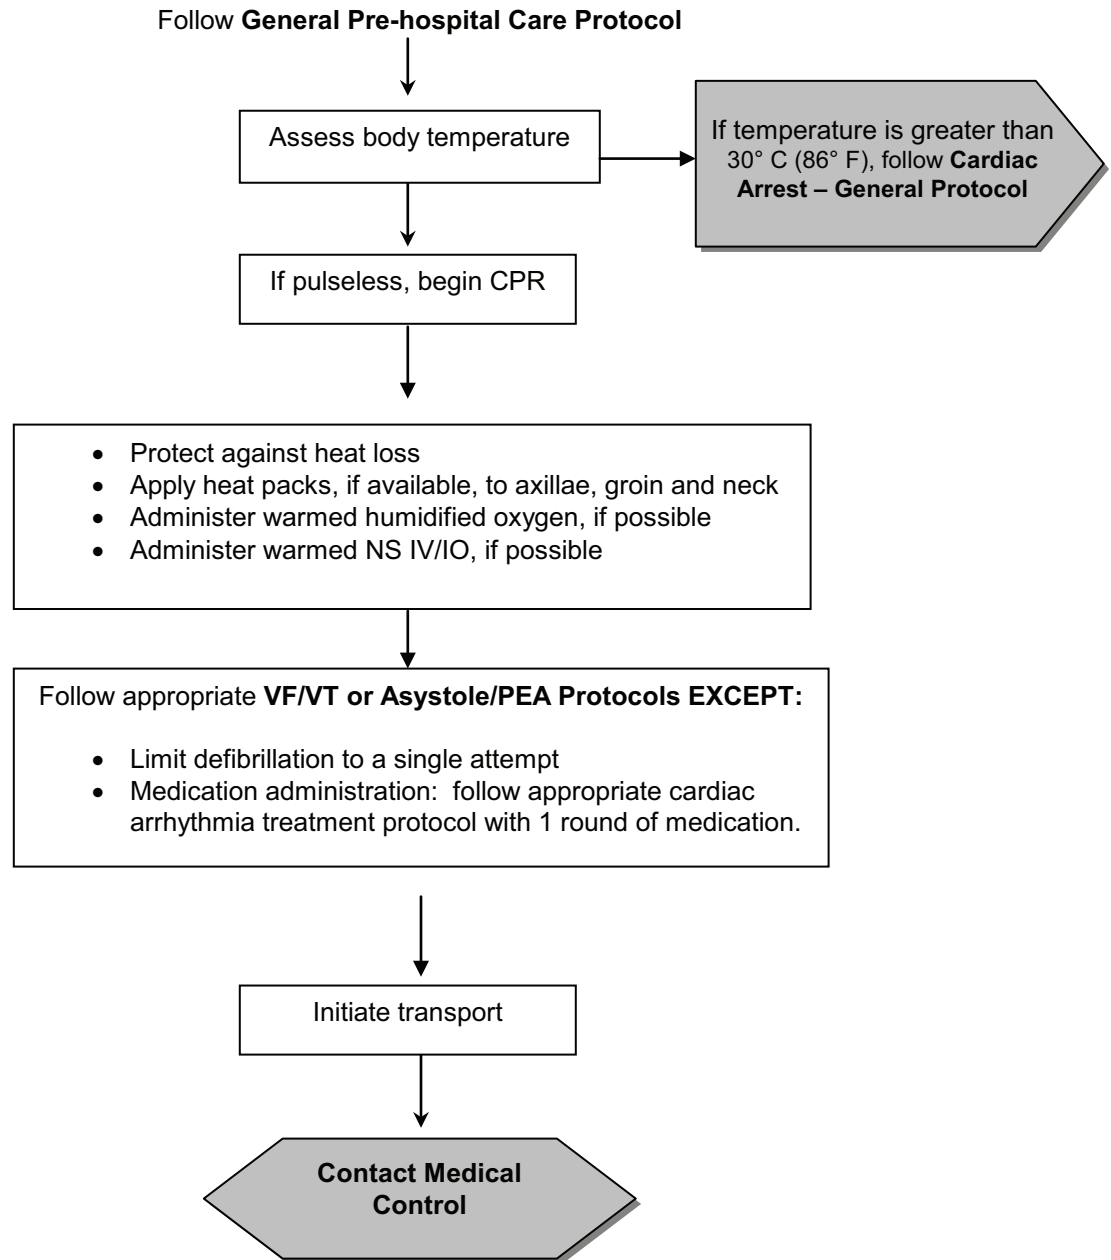 Follow General Pre-hospital Care Protocol
Assess body temperature
If temperature is greater than
30° C (86° F), follow Cardiac
Arrest – General Protocol
If pulseless, begin CPR
• Protect against heat loss
• Apply heat packs, if available, to axillae, groin and neck
• Administer warmed humidified oxygen, if possible
• Administer warmed NS IV/IO, if possible
Follow appropriate VF/VT or Asystole/PEA Protocols EXCEPT:
• Limit defibrillation to a single attempt
• Medication administration:  follow appropriate cardiac
arrhythmia treatment protocol with 1 round of medication.
Initiate transport
Contact Medical
Control